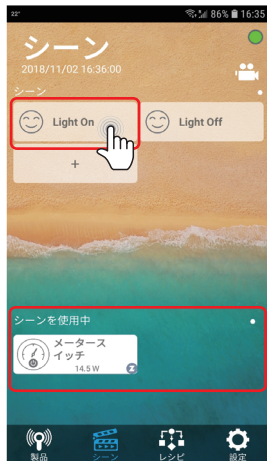 22° 86% 16:35
シーン
2018/11/02 16:36:00
シーン
Light On
Light Off
+
シーンを使用中
メータース
イッチ
14.5 W
製品 シーン レシピ 設定